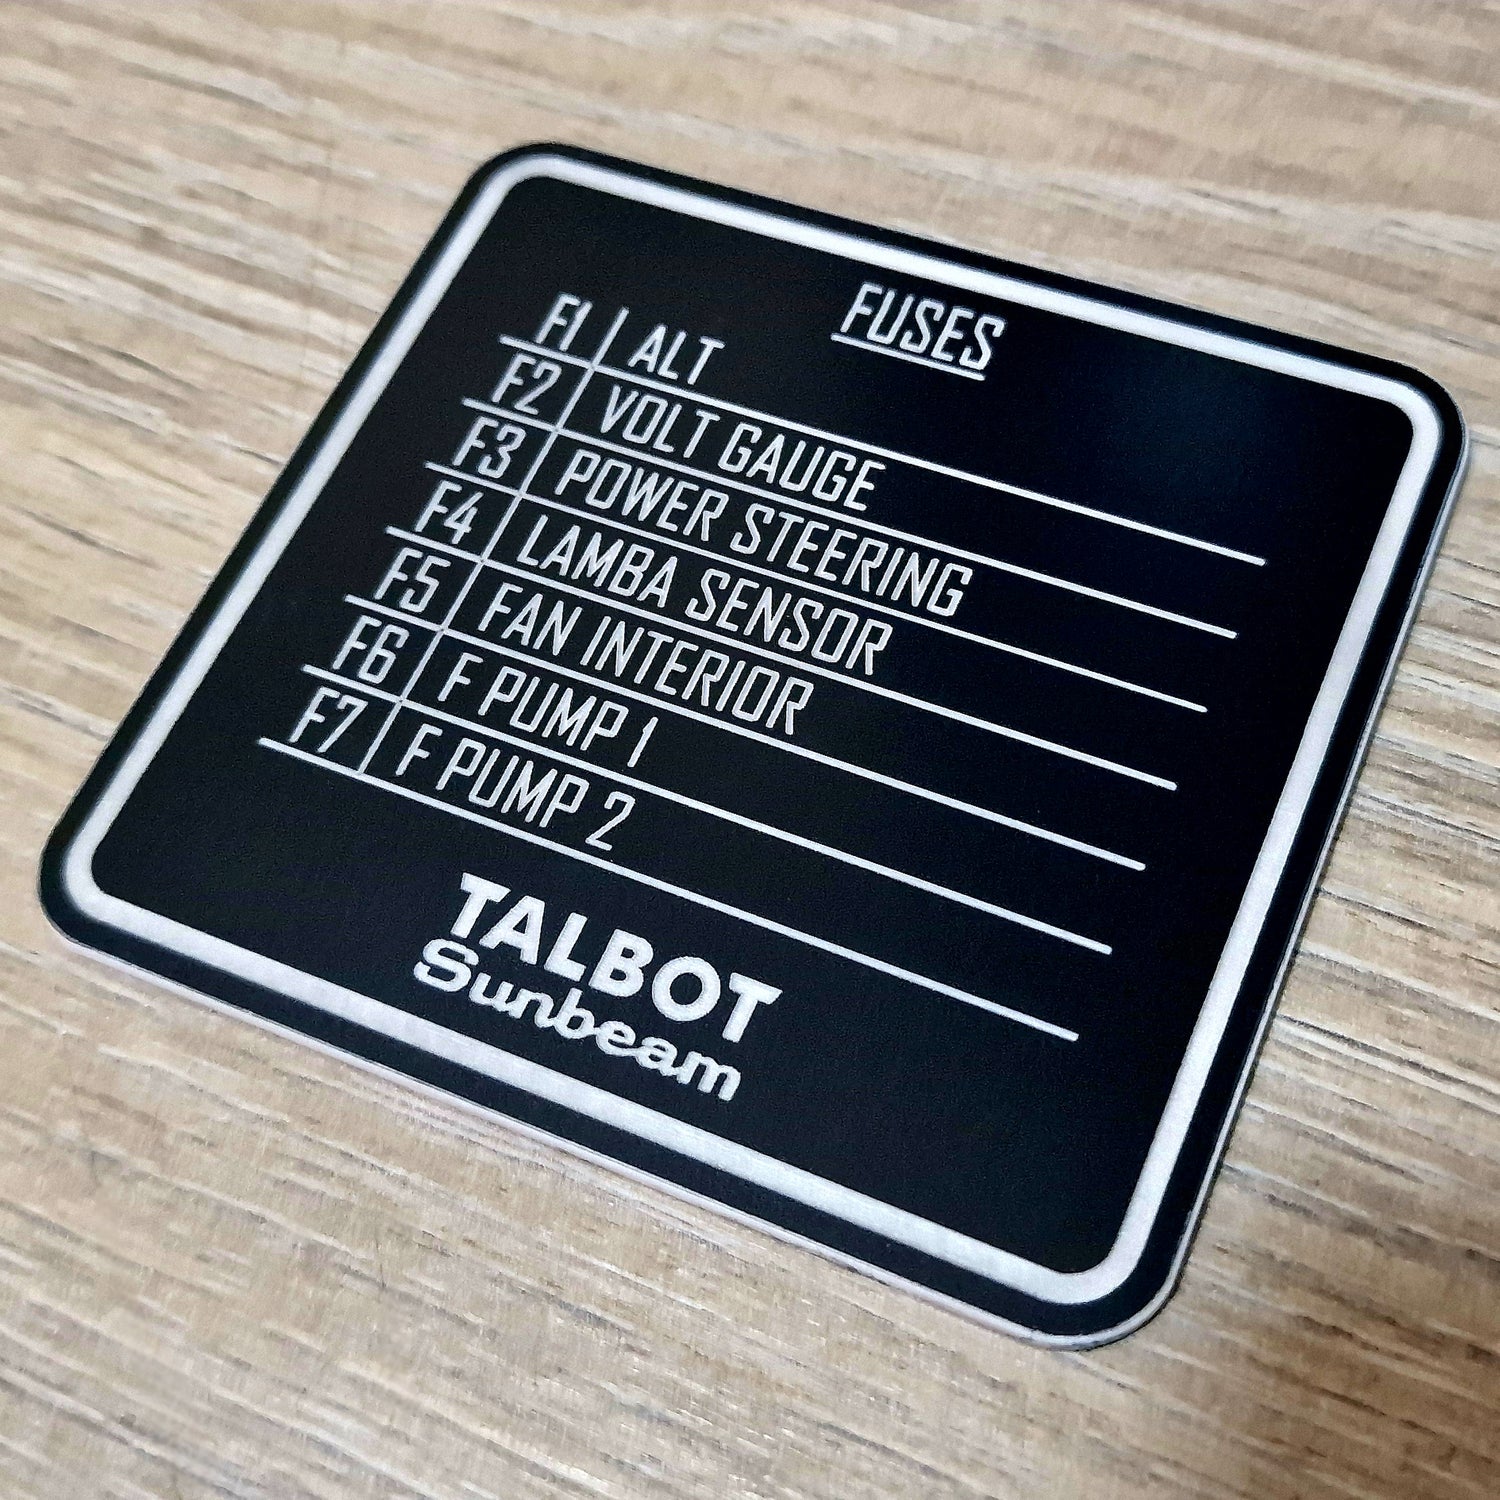 FUSES
F1 ALT
F2 VOLT GAUGE
F3 POWER STEERING
F4 LAMBA SENSOR
F5 FAN INTERIOR
F6 F PUMP 1
F7 F PUMP 2
TALBOT
Sunbeam